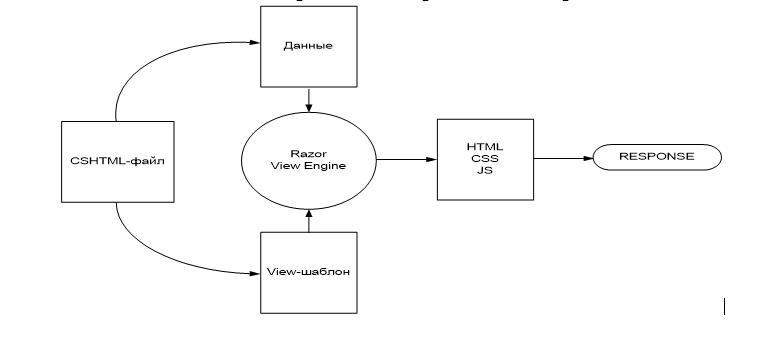 Данные
CSHTML-файл
Razor
View Engine
HTML
CSS
JS
RESPONSE
View-шаблон